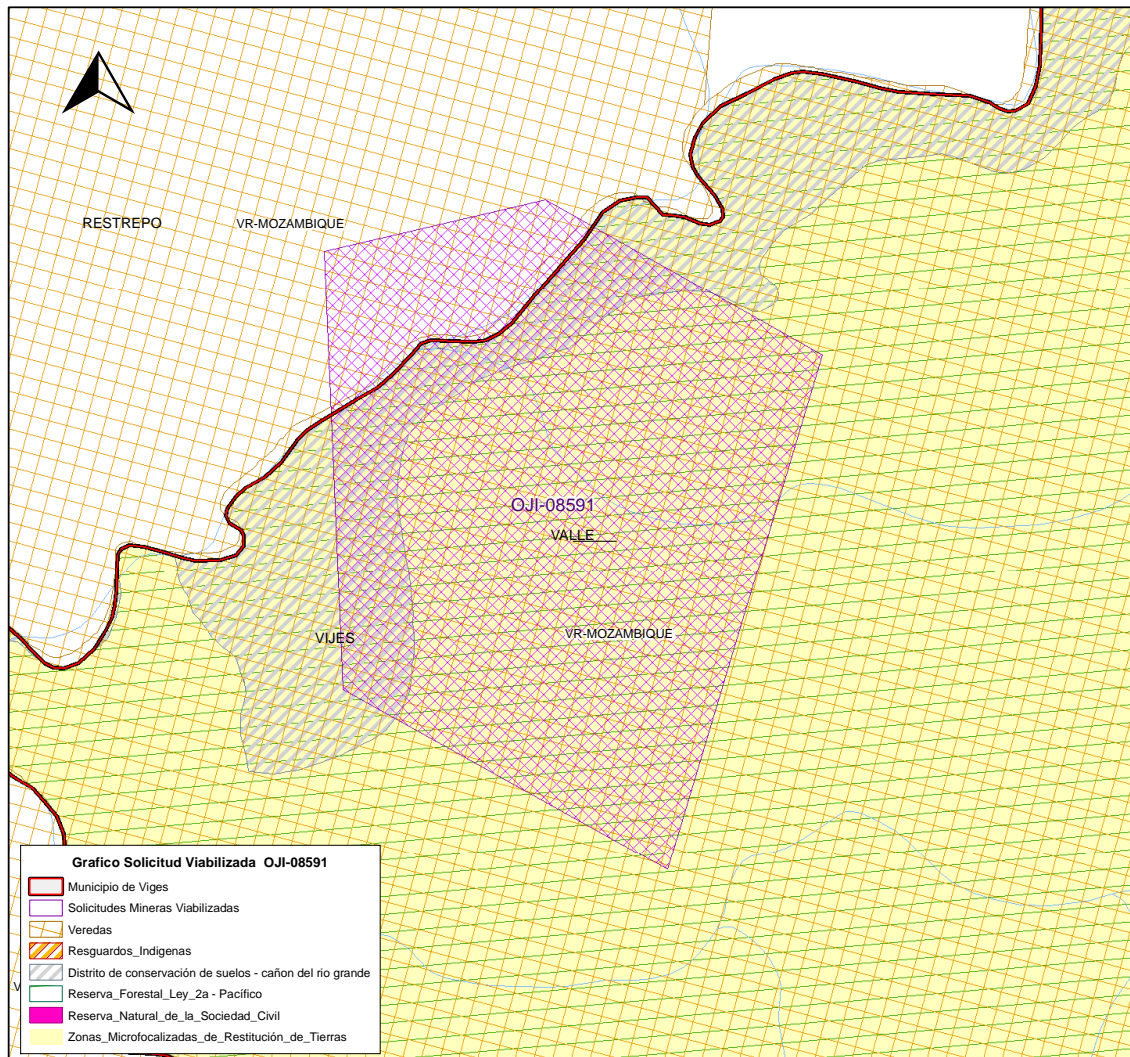 RESTREPO
VR-MOZAMBIQUE
OJI-08591
VALLE
VIJES
VR-MOZAMBIQUE
V
Grafico Solicitud Viabilizada OJI-08591
Municipio de Viges
Solicitudes Mineras Viabilizadas
Veredas
Resguardos_Indigenas
Distrito de conservación de suelos - cañon del rio grande
Reserva_Forestal_Ley_2a - Pacífico
Reserva_Natural_de_la_Sociedad_Civil
Zonas_Microfocalizadas_de_Restitución_de_Tierras